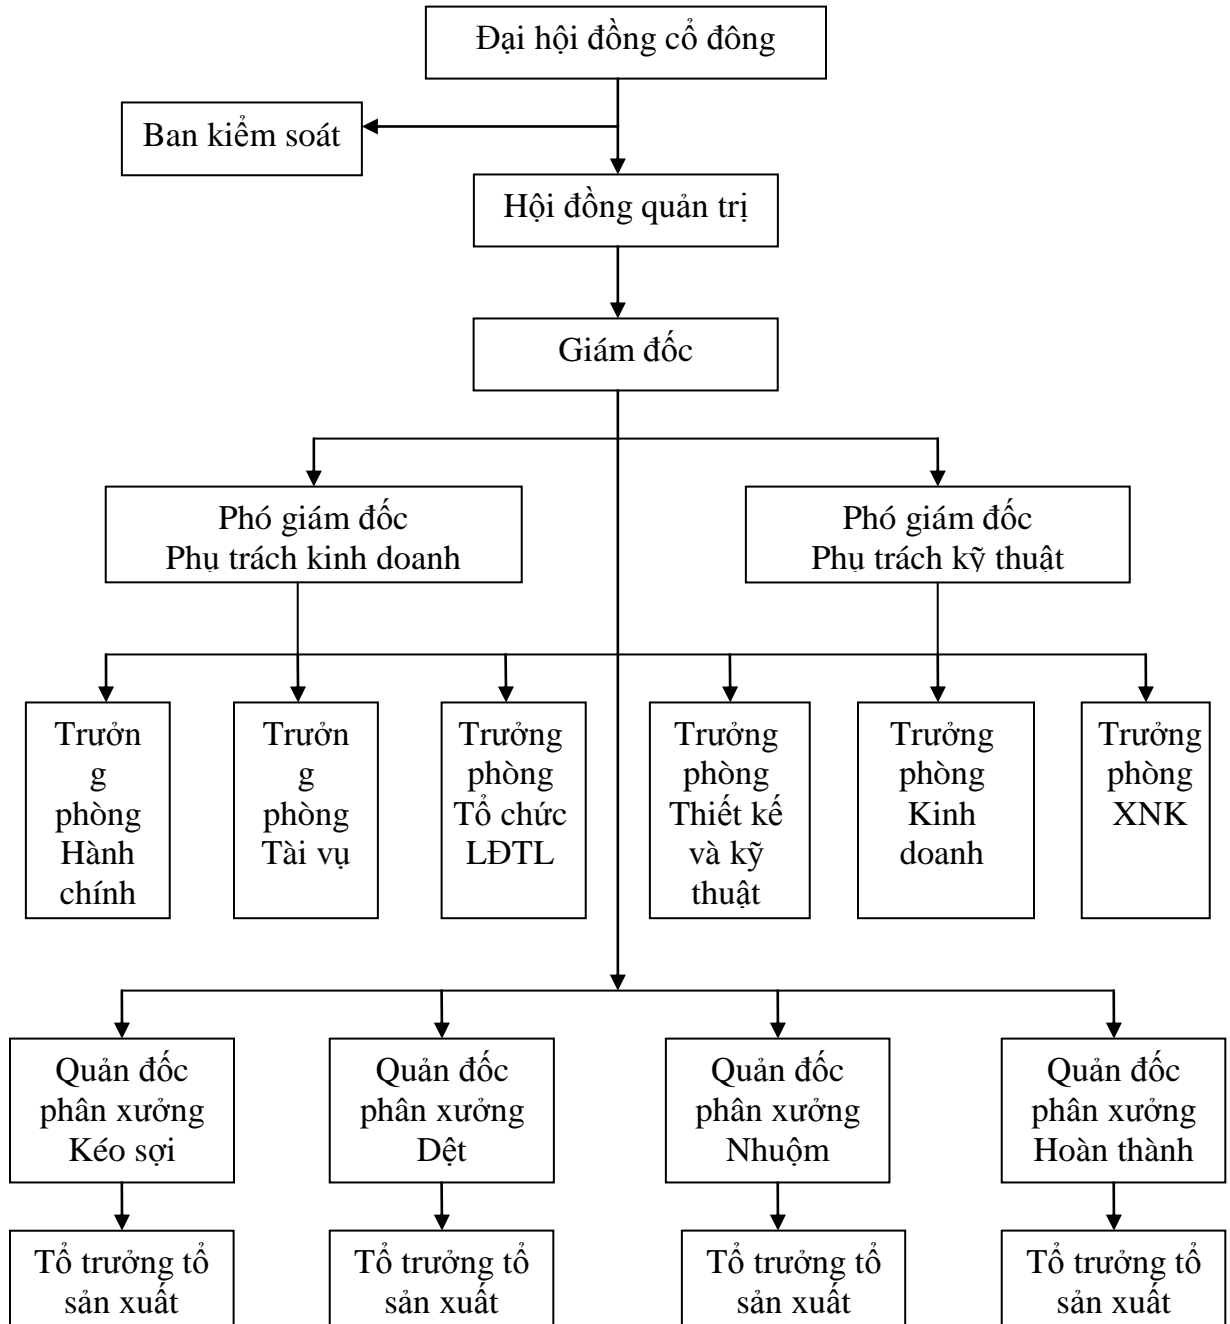 Đại hội đồng cổ đông
Ban kiểm soát
Hội đồng quản trị
Giám đốc
Phó giám đốc
Phụ trách kinh doanh
Phó giám đốc
Phụ trách kỹ thuật
Trưởn
g
phòng
Hành
chính
Trưởn
g
phòng
Tài vụ
Trưởng
phòng
Tổ chức
LĐTL
Trưởng
phòng
Thiết kế
và kỹ
thuật
Trưởng
phòng
Kinh
doanh
Trưởng
phòng
XNK
Quản đốc
phân xưởng
Kéo sợi
Quản đốc
phân xưởng
Dệt
Quản đốc
phân xưởng
Nhuộm
Quản đốc
phân xưởng
Hoàn thành
Tổ trưởng tổ
sản xuất
Tổ trưởng tổ
sản xuất
Tổ trưởng tổ
sản xuất
Tổ trưởng tổ
sản xuất